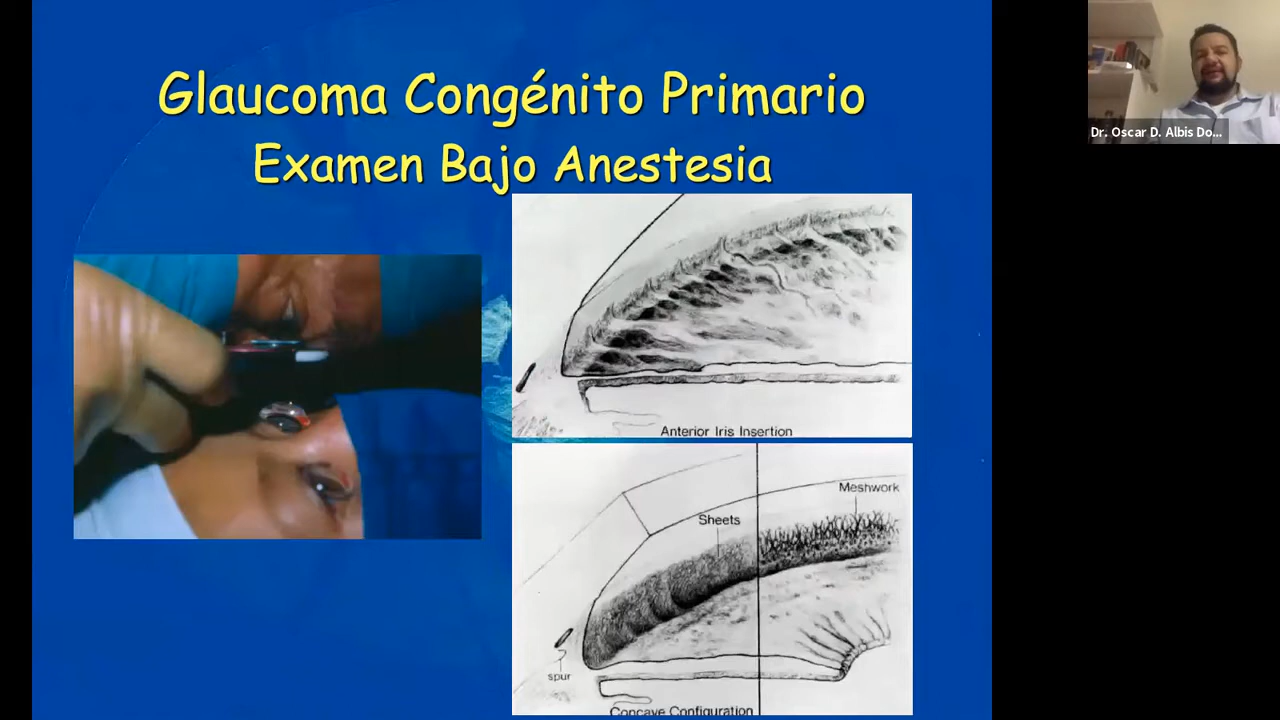 Glaucoma Congénito Primario
Examen Bajo Anestesia
Dr. Oscar D. Albis Do...
Anterior Iris Insertion
Meshwork
Sheets
spur
Concave Configuration